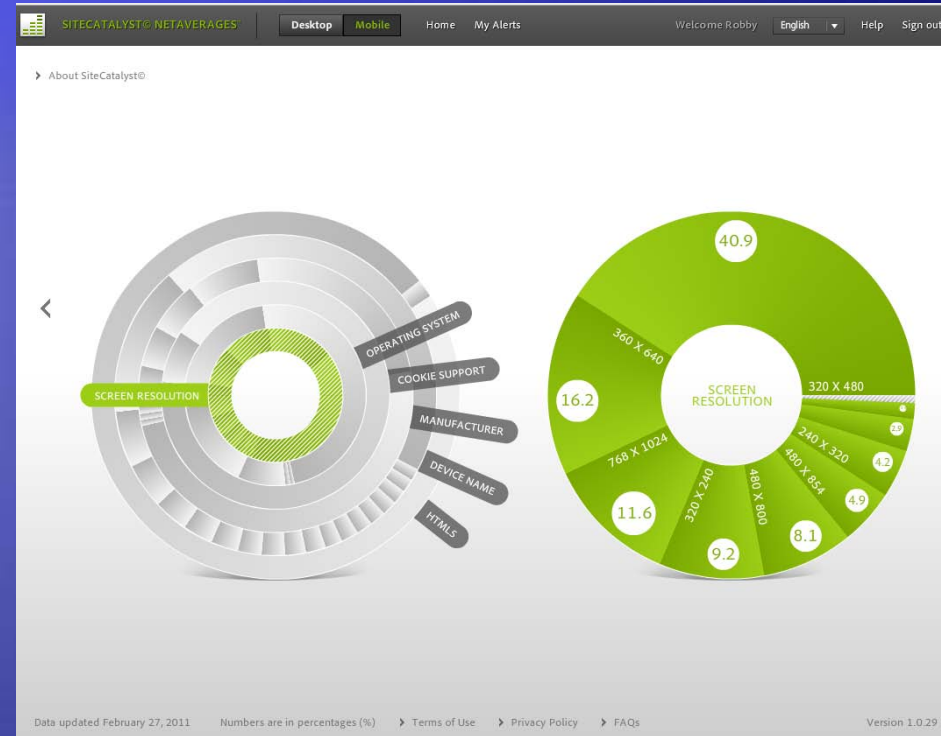 SITECATALYST© NETAVERAGES™ Desktop Mobile Home My Alerts Welcome Robby English Help Sign out
About SiteCatalyst©
SCREEN RESOLUTION
OPERATING SYSTEM
COOKIE SUPPORT
MANUFACTURER
DEVICE NAME
HTML5
40.9
360 X 640
16.2
SCREEN
RESOLUTION
320 X 480
768 X 1024
11.6
320 X 240
9.2
480 X 800
8.1
480 X 854
4.9
240 X 320
4.2
2.9
Data updated February 27, 2011 Numbers are in percentages (%) Terms of Use Privacy Policy FAQs Version 1.0.29